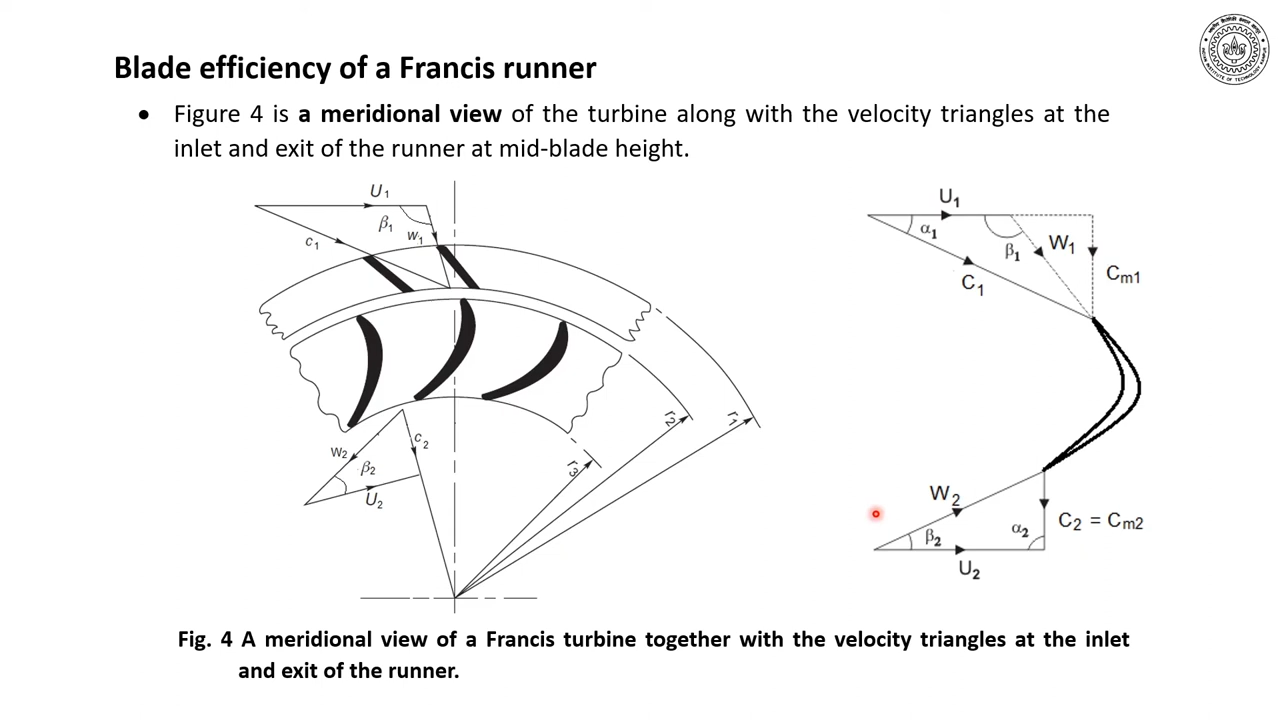 Blade efficiency of a Francis runner
• Figure 4 is a meridional view of the turbine along with the velocity triangles at the
inlet and exit of the runner at mid-blade height.
U1
β1
c1
w1
r1
r2
r3
w2
β2
c2
U2
U1
α1
β1
W1
C1
Cm1
W2
β2
α2
C2 = Cm2
U2
Fig. 4 A meridional view of a Francis turbine together with the velocity triangles at the inlet
and exit of the runner.